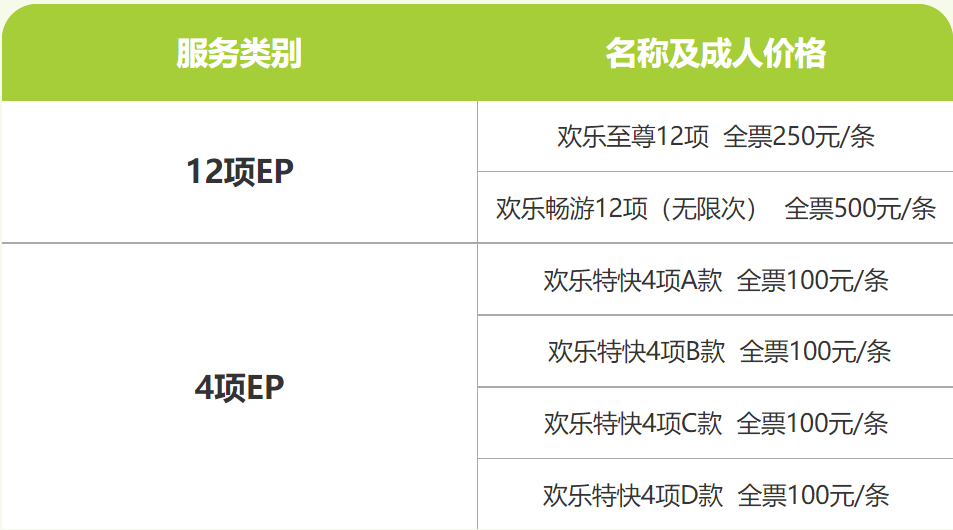 服务类别
名称及成人价格
12项EP
欢乐至尊12项 全票250元/条
欢乐畅游12项（无限次） 全票500元/条
4项EP
欢乐特快4项A款 全票100元/条
欢乐特快4项B款 全票100元/条
欢乐特快4项C款 全票100元/条
欢乐特快4项D款 全票100元/条